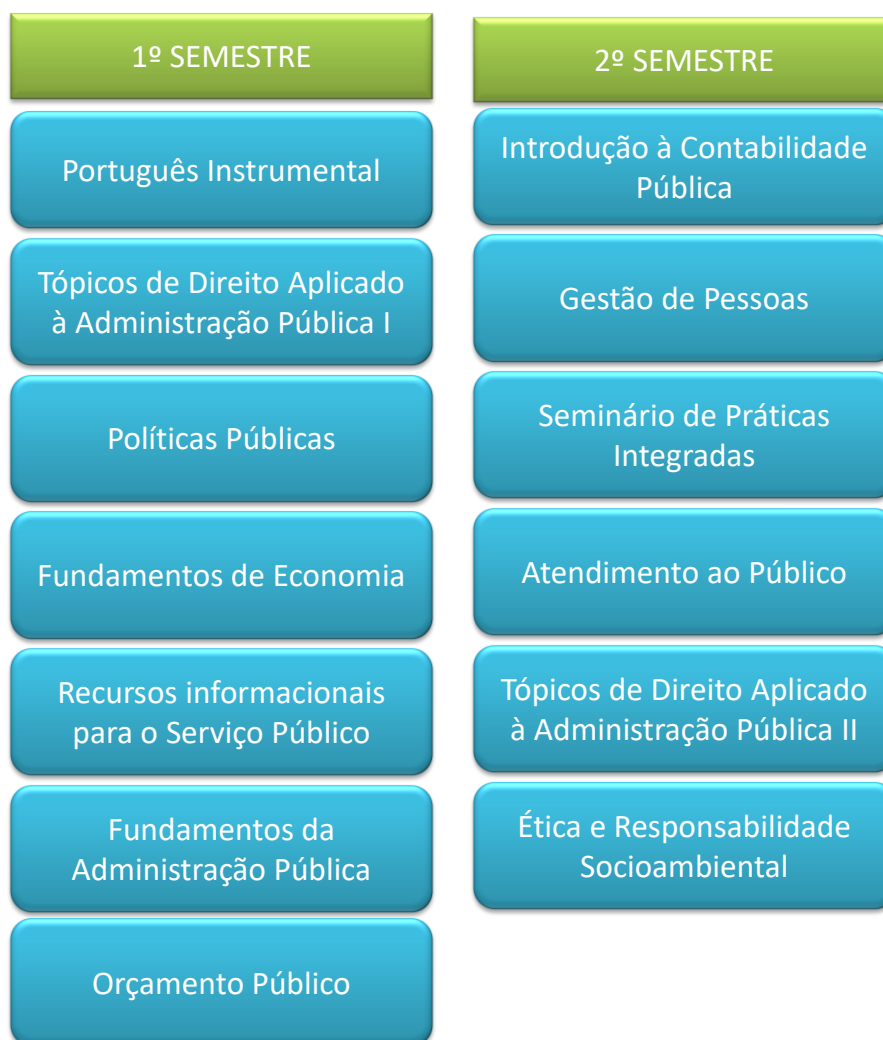 1º SEMESTRE
Português Instrumental
Tópicos de Direito Aplicado
à Administração Pública I
Políticas Públicas
Fundamentos de Economia
Recursos informacionais
para o Serviço Público
Fundamentos da
Administração Pública
Orçamento Público
2º SEMESTRE
Introdução à Contabilidade
Pública
Gestão de Pessoas
Seminário de Práticas
Integradas
Atendimento ao Público
Tópicos de Direito Aplicado
à Administração Pública II
Ética e Responsabilidade
Socioambiental